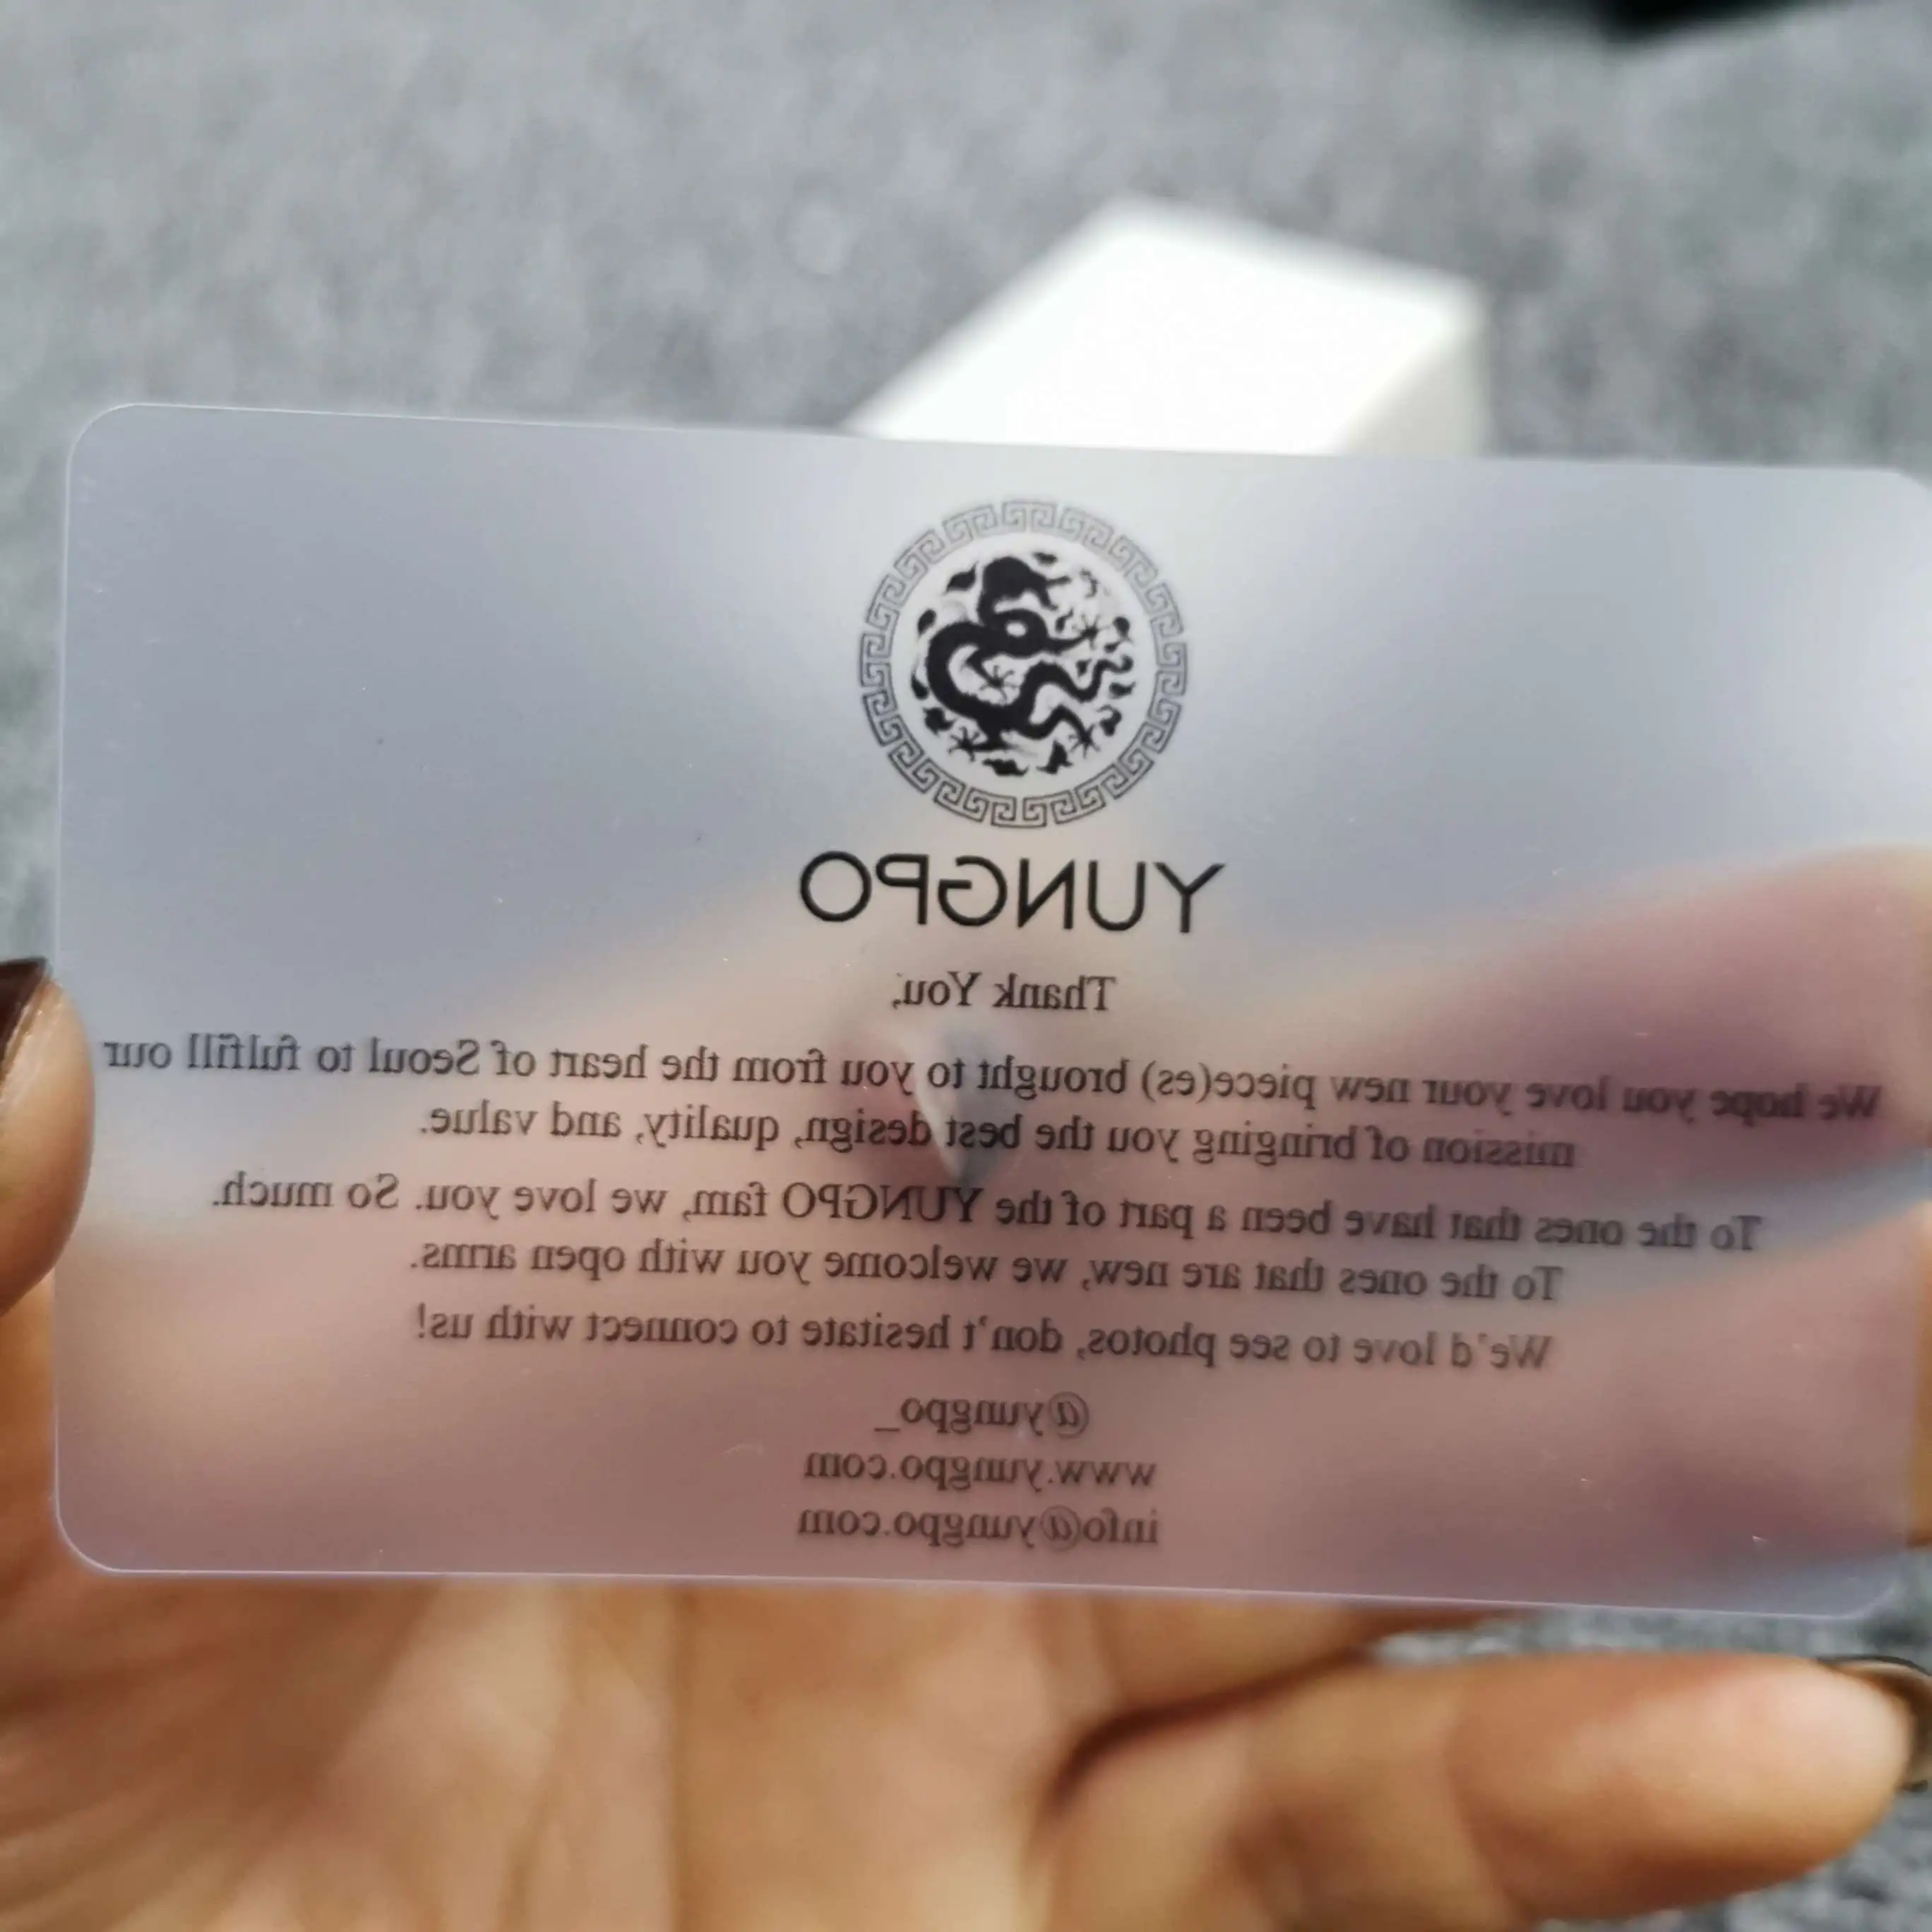 YUNGPO
Thank You,
We hope you love your new piece(es) brought to you from the heart of Seoul to fulfill our
mission of bringing you the best design, quality, and value.
To the ones that have been a part of the YUNGPO fam, we love you. So much.
To the ones that are new, we welcome you with open arms.
We'd love to see photos, don't hesitate to connect with us!
@yungpo_
www.yungpo.com
info@yungpo.com